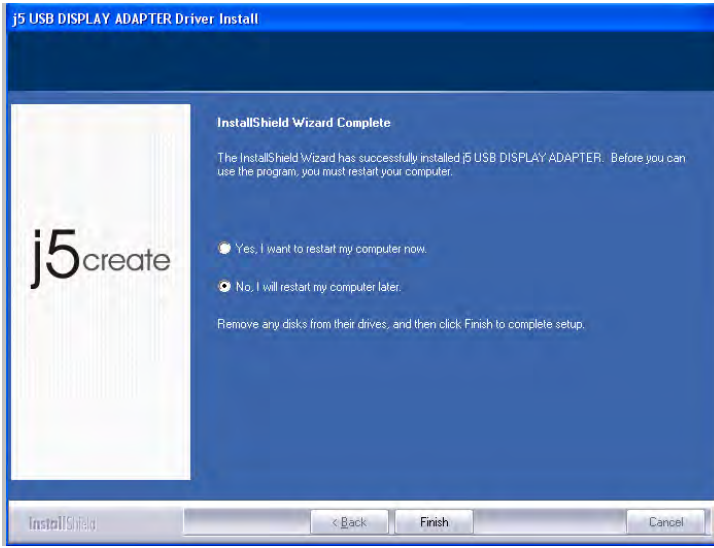 j5 USB DISPLAY ADAPTER Driver Install
InstallShield Wizard Complete
The InstallShield Wizard has successfully installed j5 USB DISPLAY ADAPTER. Before you can
use the program, you must restart your computer.
j5create
Yes, I want to restart my computer now.
No, I will restart my computer later.
Remove any disks from their drives, and then click Finish to complete setup.
InstallShield
< Back
Finish
Cancel